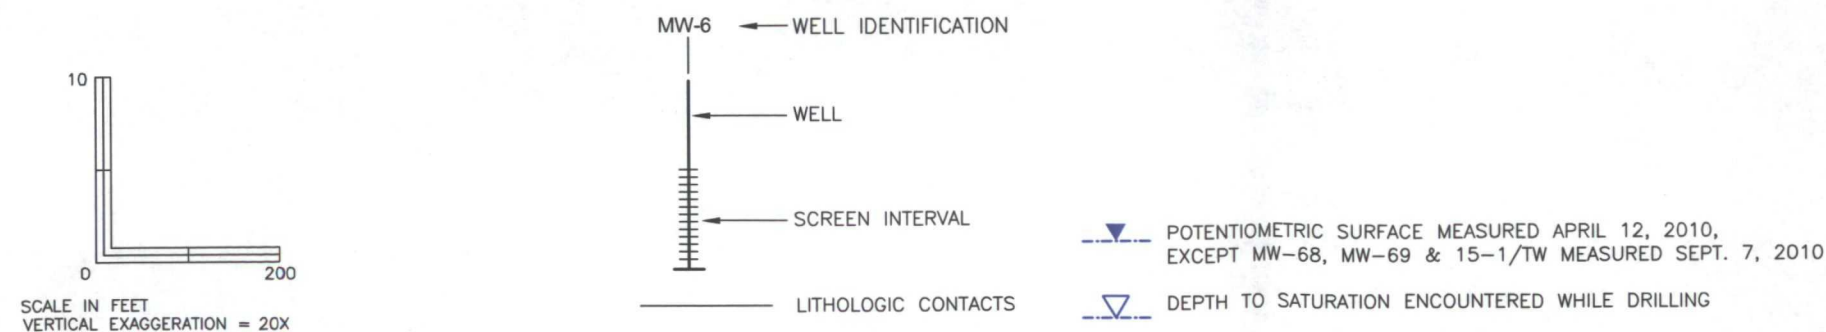 MW-6
WELL IDENTIFICATION
10
WELL
SCREEN INTERVAL
POTENTIOMETRIC SURFACE MEASURED APRIL 12, 2010,
EXCEPT MW-68, MW-69 & 15-1/TW MEASURED SEPT. 7, 2010
0
200
SCALE IN FEET
VERTICAL EXAGGERATION = 20X
LITHOLOGIC CONTACTS
DEPTH TO SATURATION ENCOUNTERED WHILE DRILLING